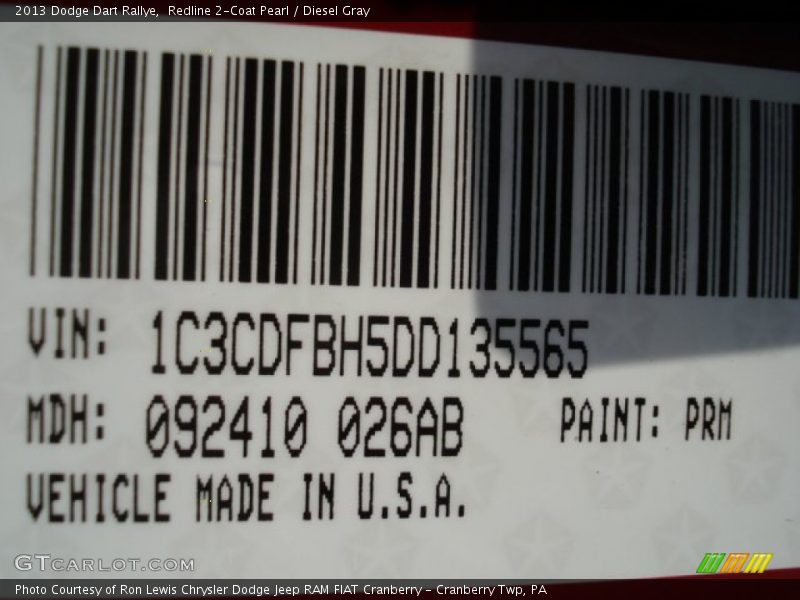 2013 Dodge Dart Rallye,  Redline 2-Coat Pearl / Diesel Gray
VIN: 1C3CDFBH5DD135565
MDH: 092410 026AB PAINT: PRM
VEHICLE MADE IN U.S.A.
GTCARLOT.COM
Photo Courtesy of Ron Lewis Chrysler Dodge Jeep RAM FIAT Cranberry - Cranberry Twp, PA